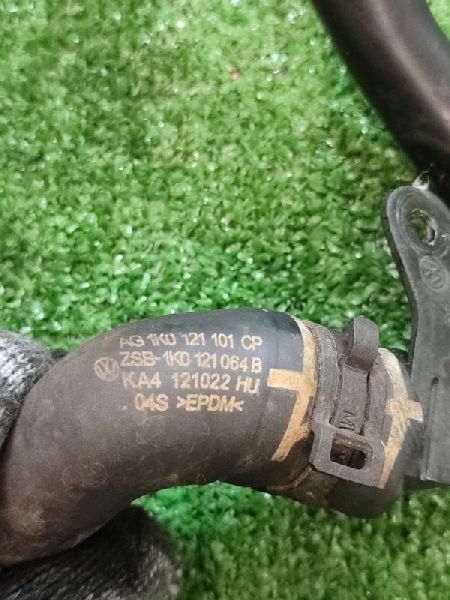 AG 1K0 121 101 CP
ZSB-1K0 121 064 B
KA4 121022 HU
04S >EPDM<